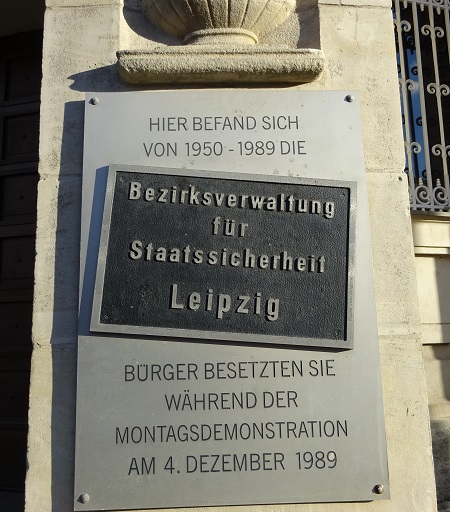 HIER BEFAND SICH
VON 1950 - 1989 DIE
Bezirksverwaltung
für
Staatssicherheit
Leipzig
BÜRGER BESETZTEN SIE
WÄHREND DER
MONTAGSDEMONSTRATION
AM 4. DEZEMBER 1989